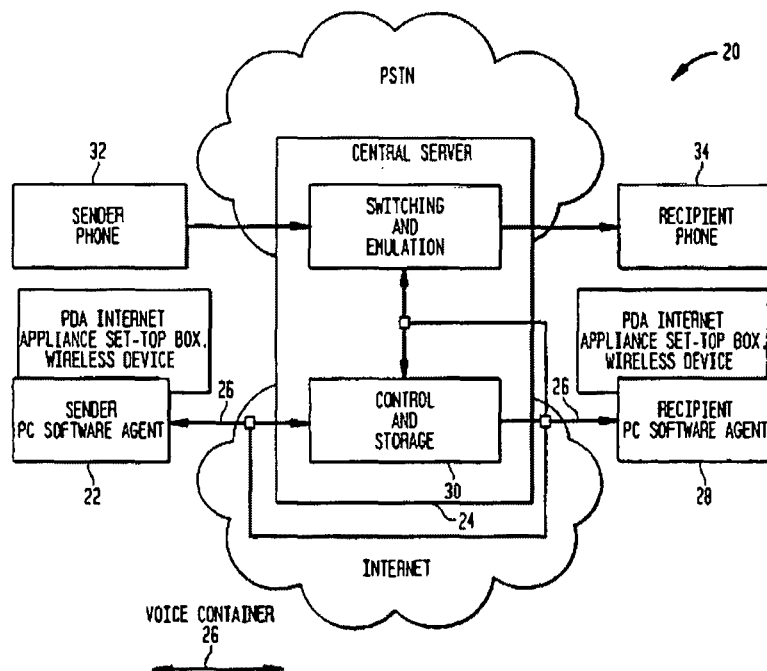 PSTN
20
CENTRAL SERVER
32
SENDER
PHONE
SWITCHING
AND
EMULATION
34
RECIPIENT
PHONE
PDA INTERNET
APPLIANCE SET-TOP BOX,
WIRELESS DEVICE
SENDER
PC SOFTWARE AGENT
22
26
CONTROL
AND
STORAGE
30
24
26
PDA INTERNET
APPLIANCE SET-TOP BOX,
WIRELESS DEVICE
RECIPIENT
PC SOFTWARE AGENT
28
INTERNET
VOICE CONTAINER
26